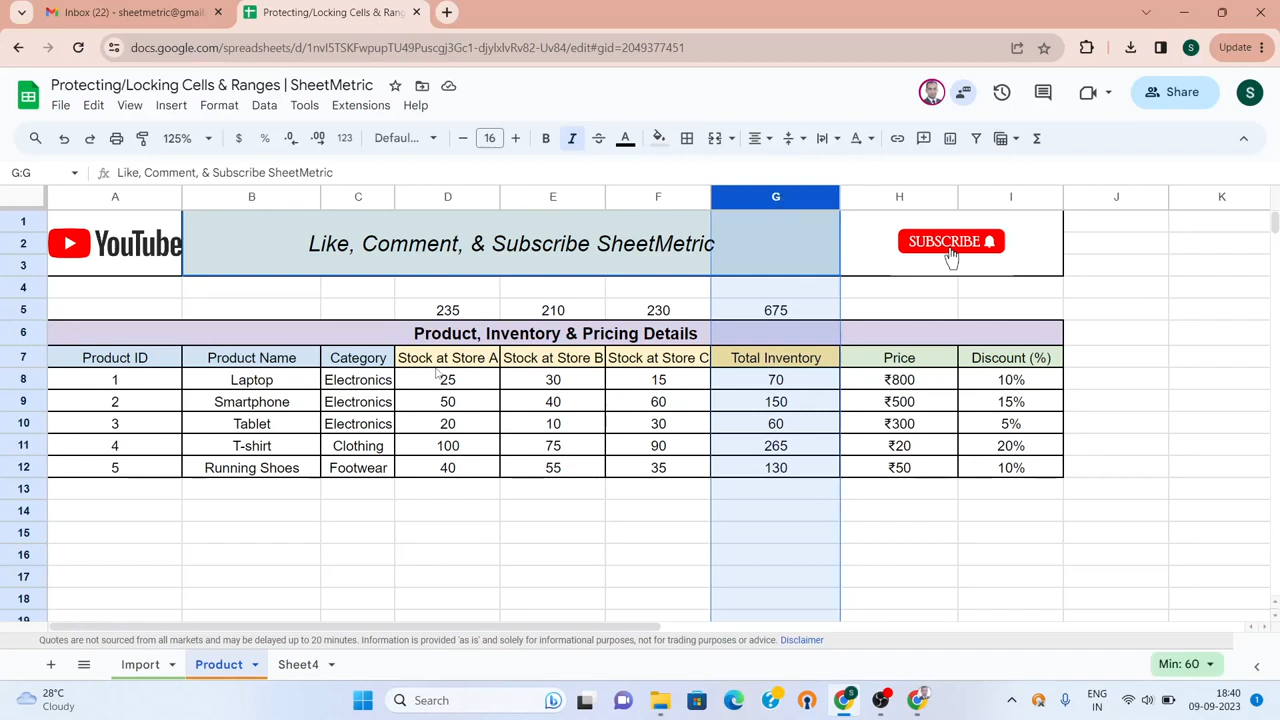 Inbox (22) - sheetmetric@gmail.
Protecting/Locking Cells & Rang
docs.google.com/spreadsheets/d/1nvI5TSKFwpupTU49Puscgj3Gc1-djylxlvRv82-Uv84/edit#gid=2049377451
S
Update
Protecting/Locking Cells & Ranges | SheetMetric
File Edit View Insert Format Data Tools Extensions Help
Share
S
125% $ % .0 .00 123 Defaul... 16 B I A
G:G fx Like, Comment, & Subscribe SheetMetric
A B C D E F G H I J K
1
2 YouTube Like, Comment, & Subscribe SheetMetric SUBSCRIBE
3
4
5 235 210 230 675
6 Product, Inventory & Pricing Details
7 Product ID Product Name Category Stock at Store A Stock at Store B Stock at Store C Total Inventory Price Discount (%)
8 1 Laptop Electronics 25 30 15 70 ₹800 10%
9 2 Smartphone Electronics 50 40 60 150 ₹500 15%
10 3 Tablet Electronics 20 10 30 60 ₹300 5%
11 4 T-shirt Clothing 100 75 90 265 ₹20 20%
12 5 Running Shoes Footwear 40 55 35 130 ₹50 10%
13
14
15
16
17
18
19
Quotes are not sourced from all markets and may be delayed up to 20 minutes. Information is provided 'as is' and solely for informational purposes, not for trading purposes or advice. Disclaimer
Import Product Sheet4 Min: 60
28°C
Cloudy
Search
ENG
IN
18:40
09-09-2023
1